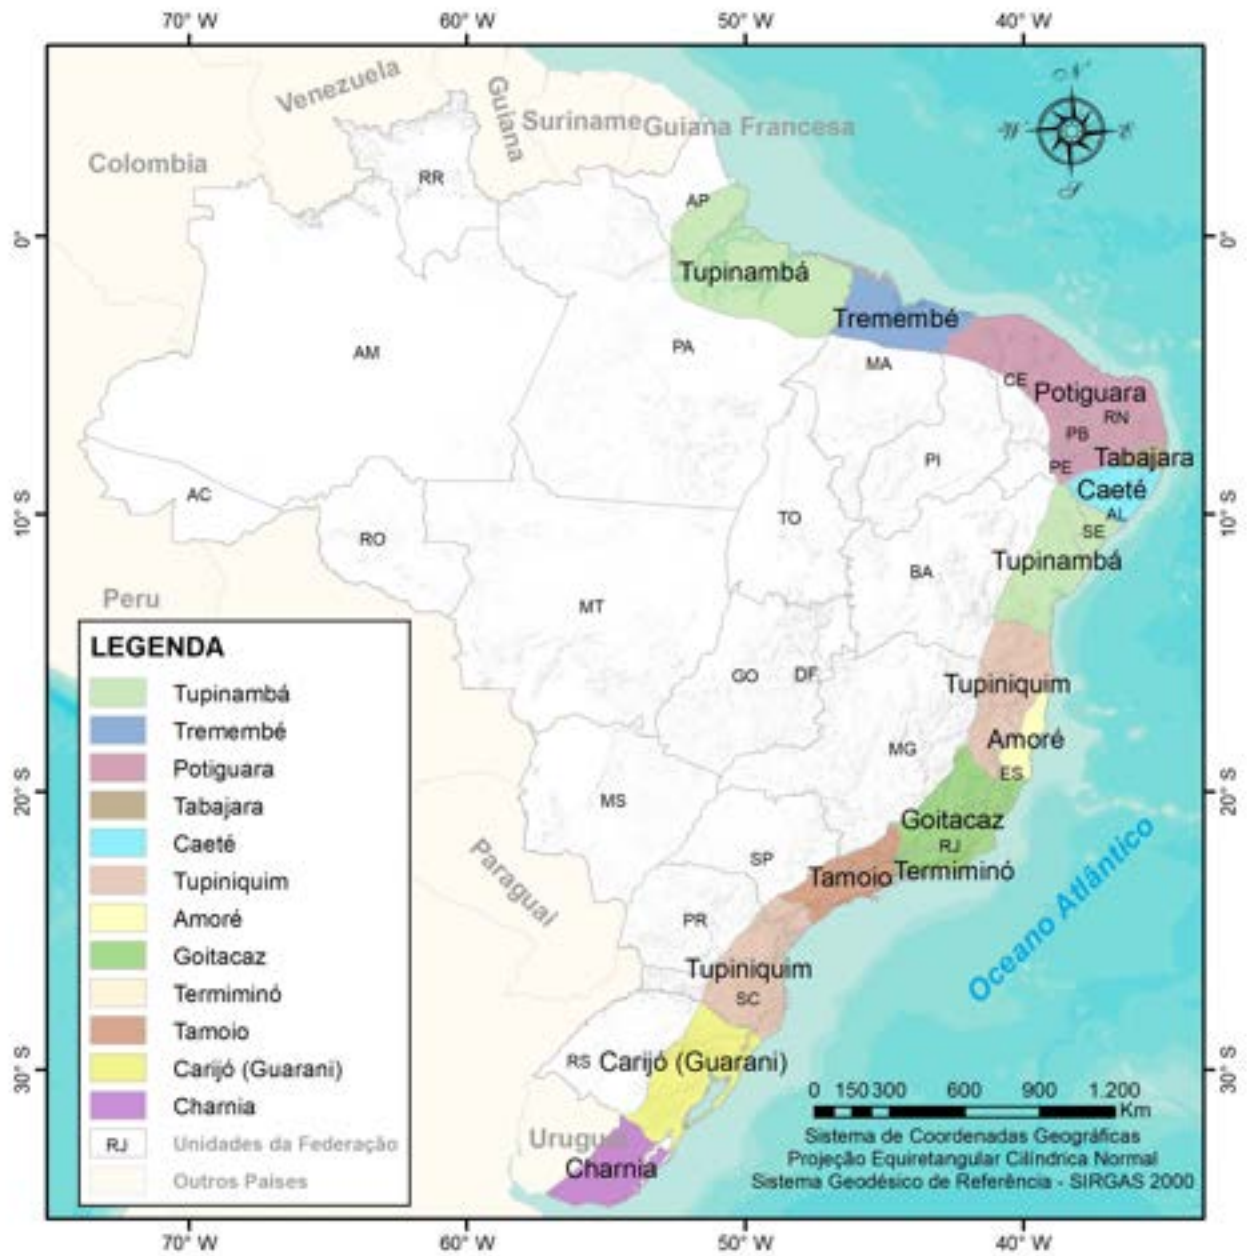 70° W 60° W 50° W 40° W
N
W E
S
Venezuela
Guiana
Suriname
Guiana Francesa
Colombia
RR
AP
0°
0°
Tupinambá
Tremembé
AM
PA
MA
CE
Potiguara
RN
PB
PI
PE
Tabajara
Caeté
AL
AC
10° S
10° S
TO
SE
RO
Tupinambá
BA
Peru
MT
GO
DF
Tupiniquim
Amoré
MG
ES
20° S
20° S
MS
Goitacaz
RJ
SP
Tamoio
Termiminó
Paraguai
Oceano Atlântico
PR
Tupiniquim
SC
RS
Carijó (Guarani)
30° S
30° S
Urugua
Charnia
LEGENDA
Tupinambá
Tremembé
Potiguara
Tabajara
Caeté
Tupiniquim
Amoré
Goitacaz
Termiminó
Tamoio
Carijó (Guarani)
Charnia
RJ Unidades da Federação
Outros Paises
0 150 300 600 900 1.200
Km
Sistema de Coordenadas Geográficas
Projeção Equiretangular Cilíndrica Normal
Sistema Geodésico de Referência - SIRGAS 2000
70° W 60° W 50° W 40° W